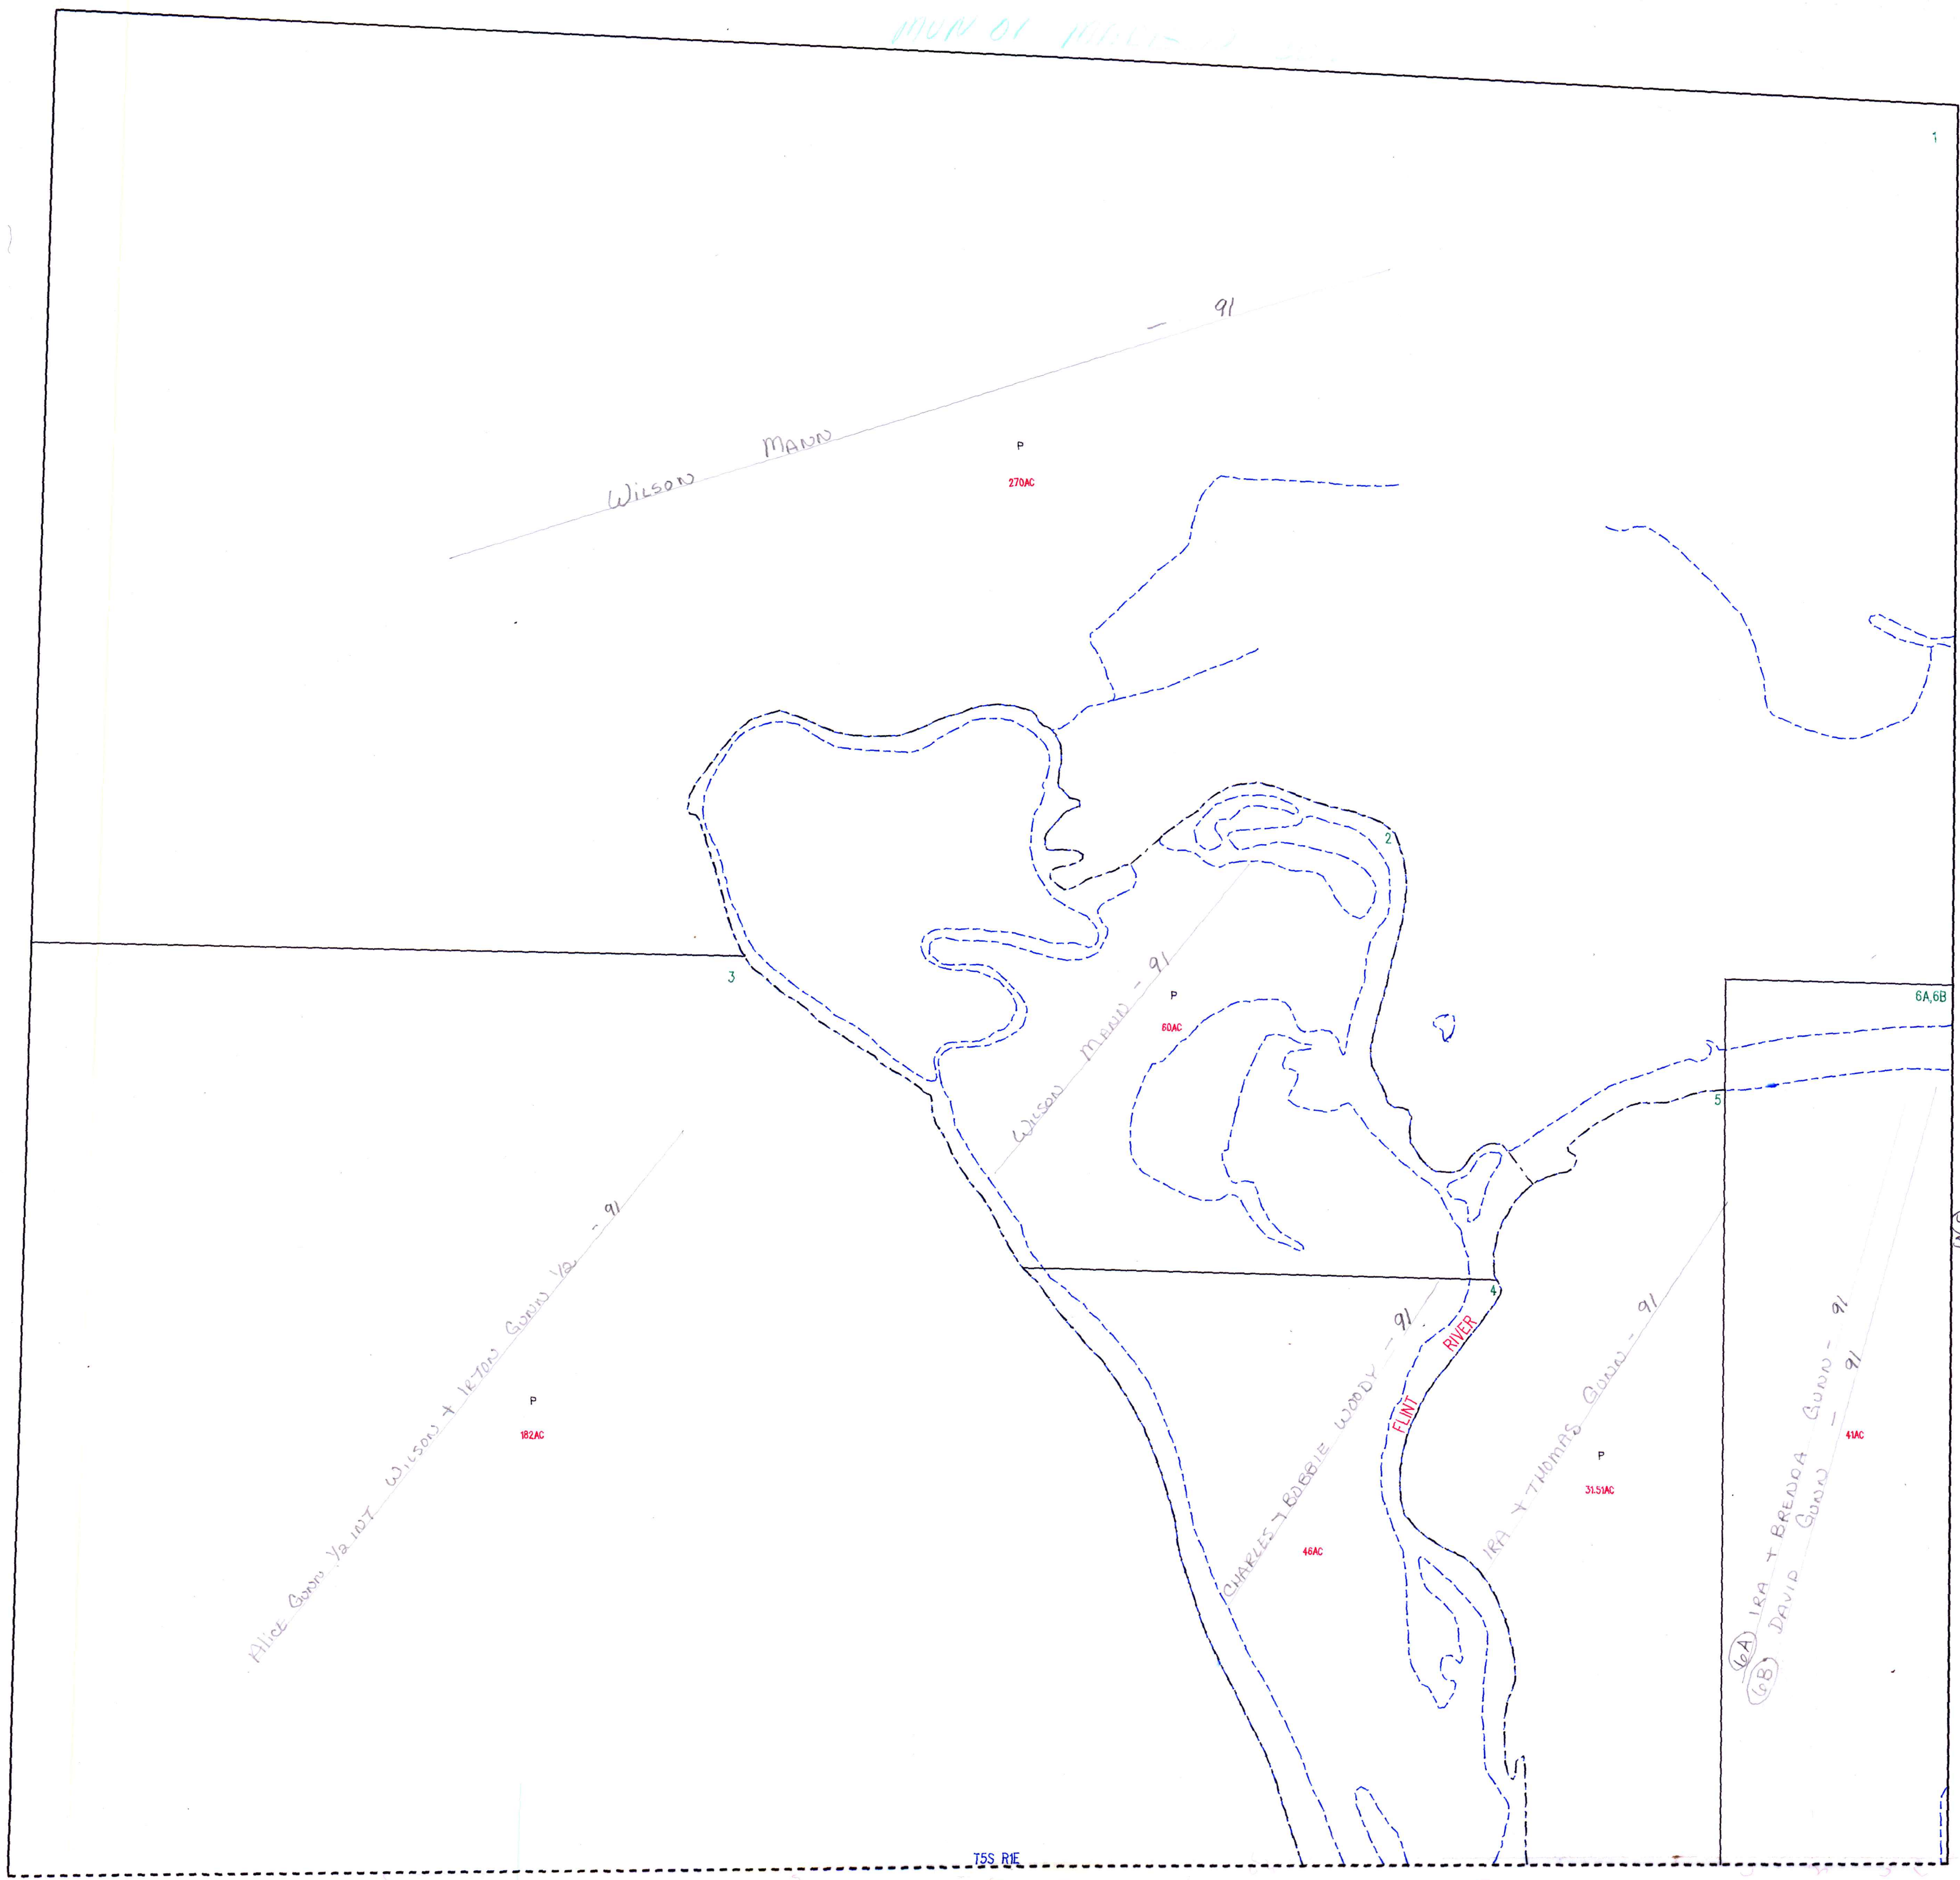 MUN OF
1
WILSON MANN - 91
P
270AC
2
3
6A,6B
WILSON MANN - 91
P
60AC
5
Alice Gunn 1/2 INT WILSON + IRTON GUNN 1/2 - 91
P
182AC
4
RIVER
FLINT
CHARLES + BOBBIE WOODY - 91
46AC
IRA + THOMAS GUNN - 91
P
31.51AC
41AC
6A IRA + BRENDA GUNN - 91
6B DAVID GUNN - 91
T5S R1E